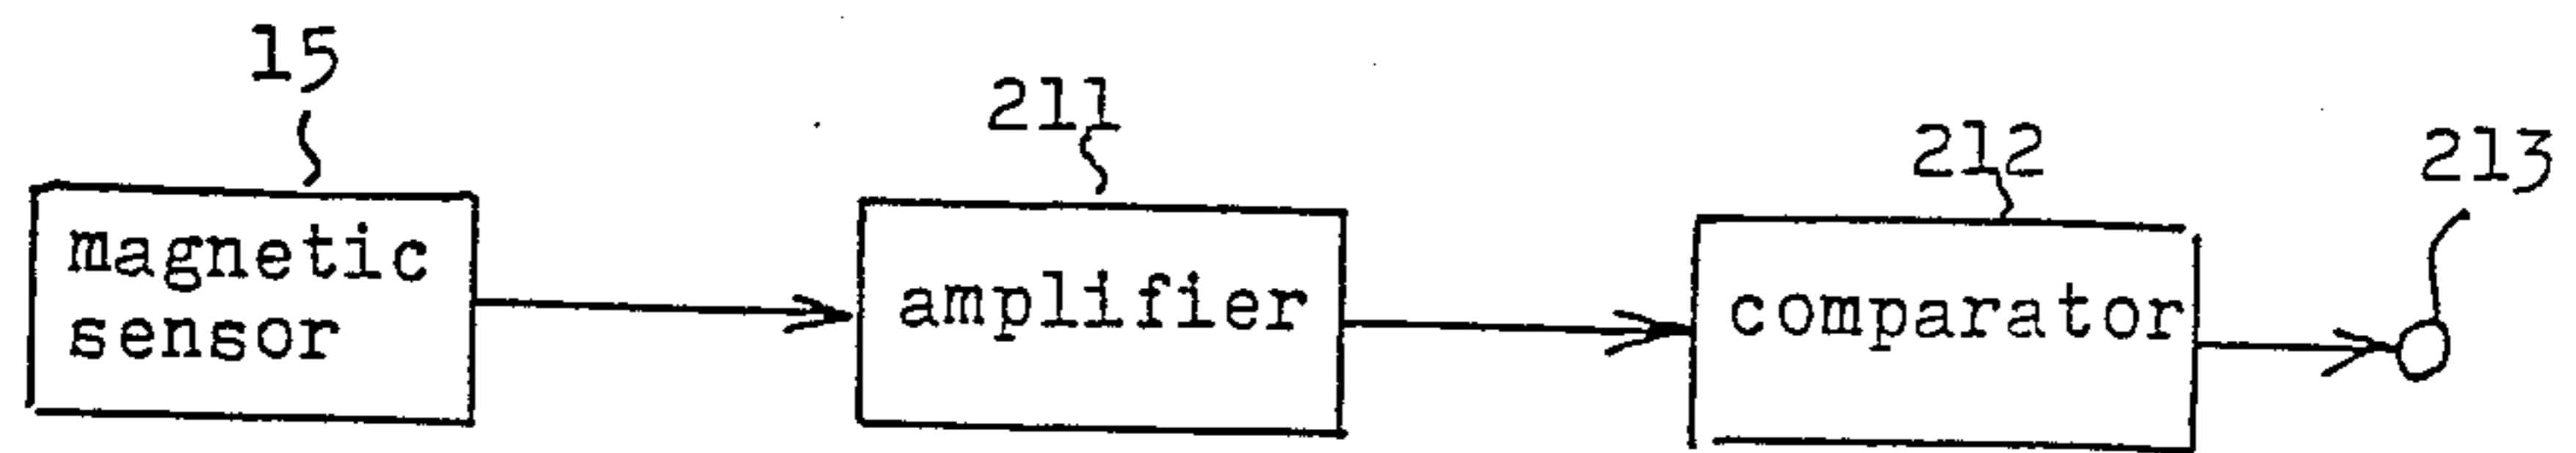 15
211
212
213
magnetic
sensor
amplifier
comparator